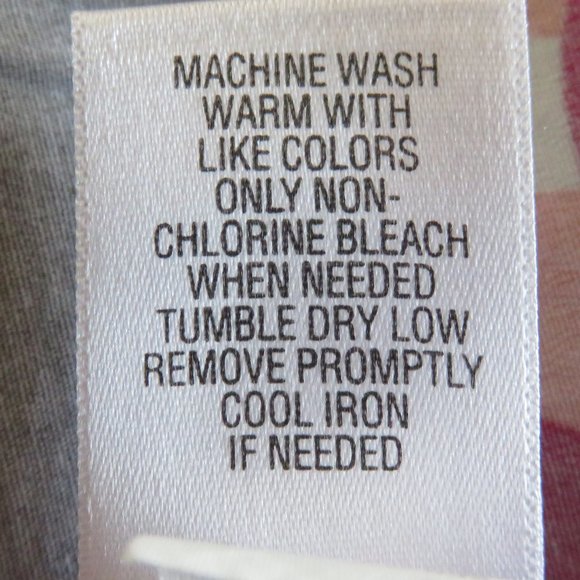 MACHINE WASH
WARM WITH
LIKE COLORS
ONLY NON-
CHLORINE BLEACH
WHEN NEEDED
TUMBLE DRY LOW
REMOVE PROMPTLY
COOL IRON
IF NEEDED